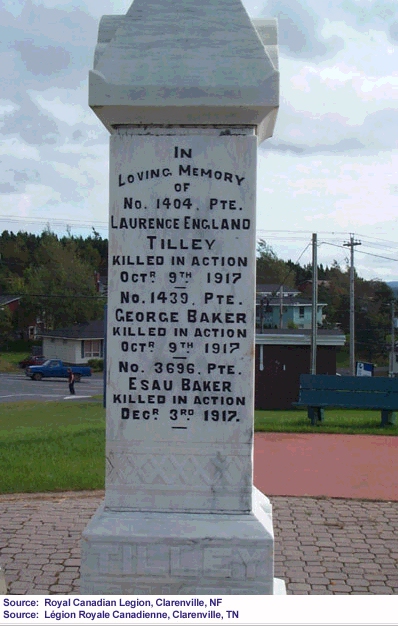 IN
LOVING MEMORY
OF
No. 1404. PTE.
LAURENCE ENGLAND
TILLEY
KILLED IN ACTION
OCTR 9TH 1917
No. 1439. PTE.
GEORGE BAKER
KILLED IN ACTION
OCTR 9TH 1917
No. 3696. PTE.
ESAU BAKER
KILLED IN ACTION
DECR 3RD 1917.
TILLEY
Source: Royal Canadian Legion, Clarenville, NF
Source: Légion Royale Canadienne, Clarenville, TN